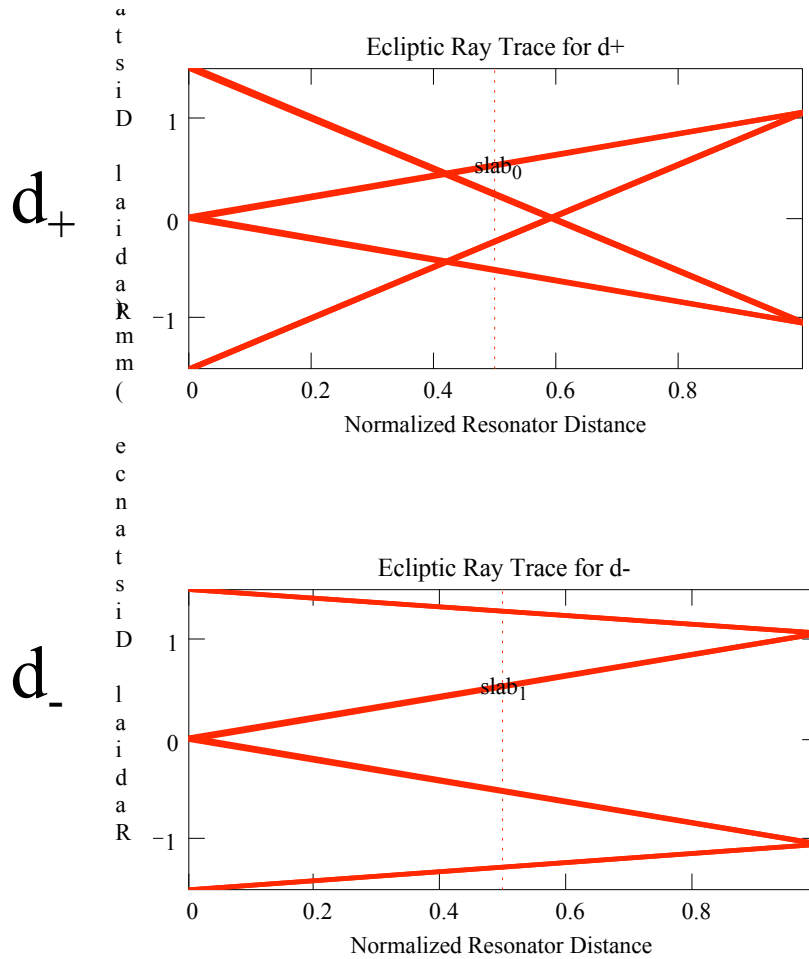 Ecliptic Ray Trace for d+
Radial Dista
d+
1
0
−1
slab0
0
0.2
0.4
0.6
0.8
Normalized Resonator Distance
Ecliptic Ray Trace for d-
Radial Distance (mm)
d-
1
0
−1
slab1
0
0.2
0.4
0.6
0.8
Normalized Resonator Distance